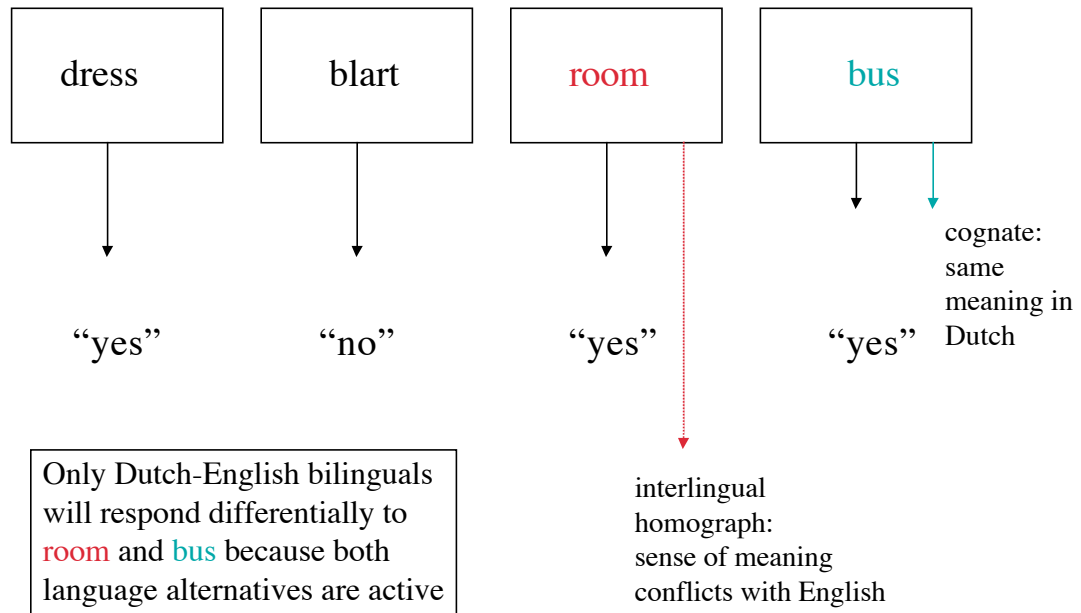 dress
blart
room
bus
cognate:
same
meaning in
Dutch
“yes”
“no”
“yes”
“yes”
Only Dutch-English bilinguals
will respond differentially to
room and bus because both
language alternatives are active
interlingual
homograph:
sense of meaning
conflicts with English